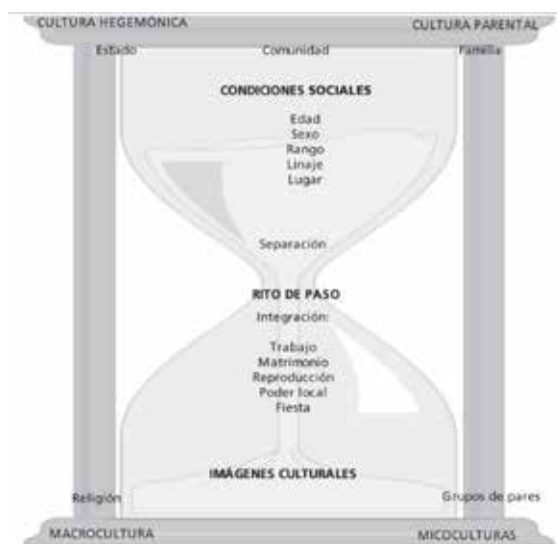 CULTURA HEGEMÓNICA CULTURA PARENTAL
Estado Comunidad Familia
CONDICIONES SOCIALES
Edad
Sexo
Rango
Linaje
Lugar
Separación
RITO DE PASO
Integración:
Trabajo
Matrimonio
Reproducción
Poder local
Fiesta
IMÁGENES CULTURALES
Religión Grupos de pares
MACROCULTURA MICOCULTURAS